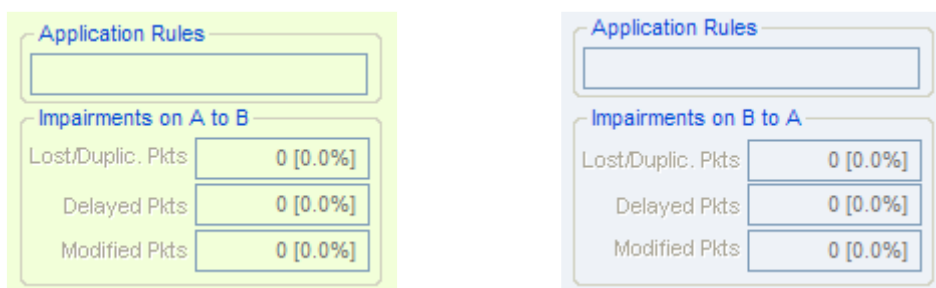 Application Rules
Impairments on A to B
Lost/Duplic. Pkts 0 [0.0%]
Delayed Pkts 0 [0.0%]
Modified Pkts 0 [0.0%]
Application Rules
Impairments on B to A
Lost/Duplic. Pkts 0 [0.0%]
Delayed Pkts 0 [0.0%]
Modified Pkts 0 [0.0%]